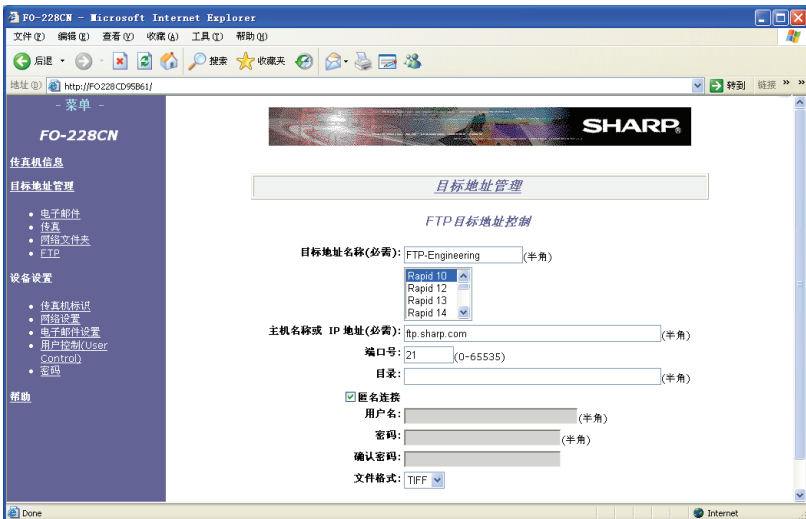 FO-228CN - Microsoft Internet Explorer
文件(F) 编辑(E) 查看(V) 收藏(A) 工具(T) 帮助(H)
后退 搜索 收藏夹
地址(D) http://FO228CD95B61/ 转到 链接 » »
- 菜单 -
FO-228CN
传真机信息
目标地址管理
• 电子邮件
• 传真
• 网络文件夹
• FTP
设备设置
• 传真机标识
• 网络设置
• 电子邮件设置
• 用户控制(User
Control)
• 密码
帮助
SHARP®
目标地址管理
FTP目标地址控制
目标地址名称(必需): FTP-Engineering (半角)
Rapid 10
Rapid 12
Rapid 13
Rapid 14
主机名称或 IP 地址(必需): ftp.sharp.com (半角)
端口号: 21 (0-65535)
目录: (半角)
匿名连接
用户名: (半角)
密码: (半角)
确认密码:
文件格式: TIFF
Done Internet